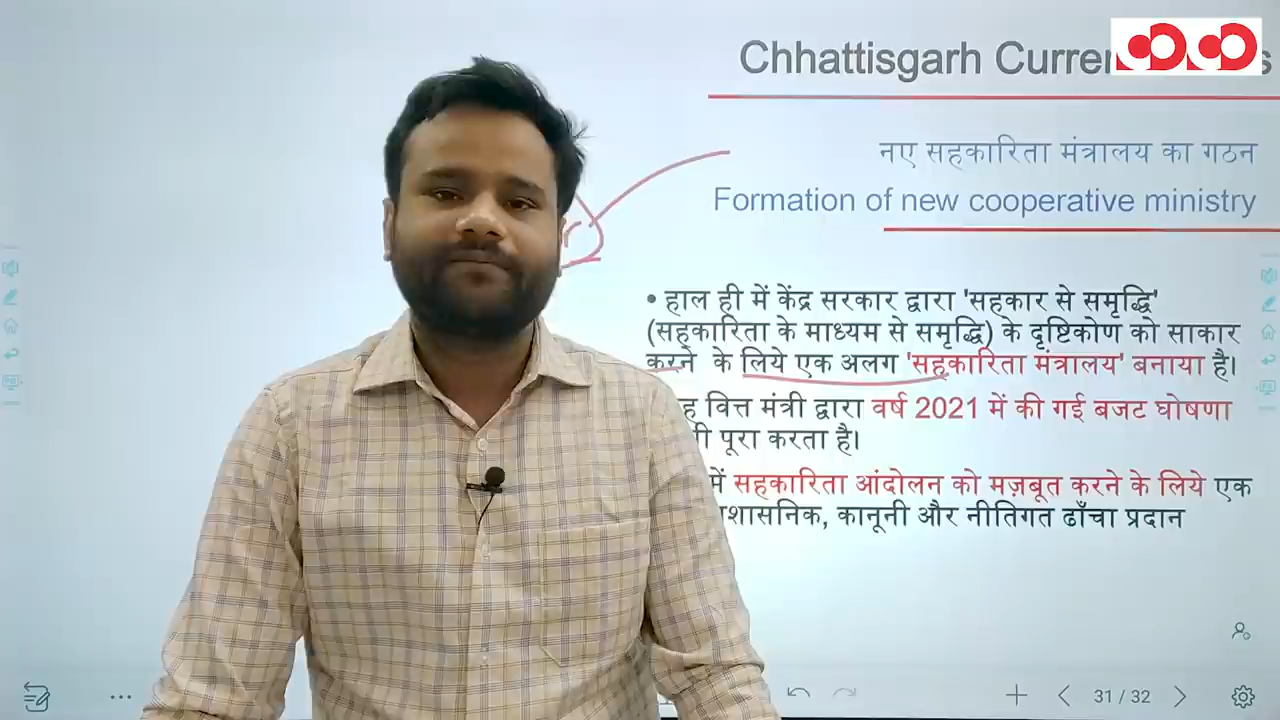 Chhattisgarh
नए सहकारिता मंत्रालय का गठन
Formation of new cooperative ministry
• हाल ही में केंद्र सरकार द्वारा 'सहकार से समृद्धि'
(सहकारिता के माध्यम से समृद्धि) के दृष्टिकोण को साकार
करने के लिये एक अलग 'सहकारिता मंत्रालय' बनाया है।
वित्त मंत्री द्वारा वर्ष 2021 में की गई बजट घोषणा
पूरा करता है।
में सहकारिता आंदोलन को मज़बूत करने के लिये एक
कानूनी और नीतिगत ढाँचा प्रदान
31 / 32